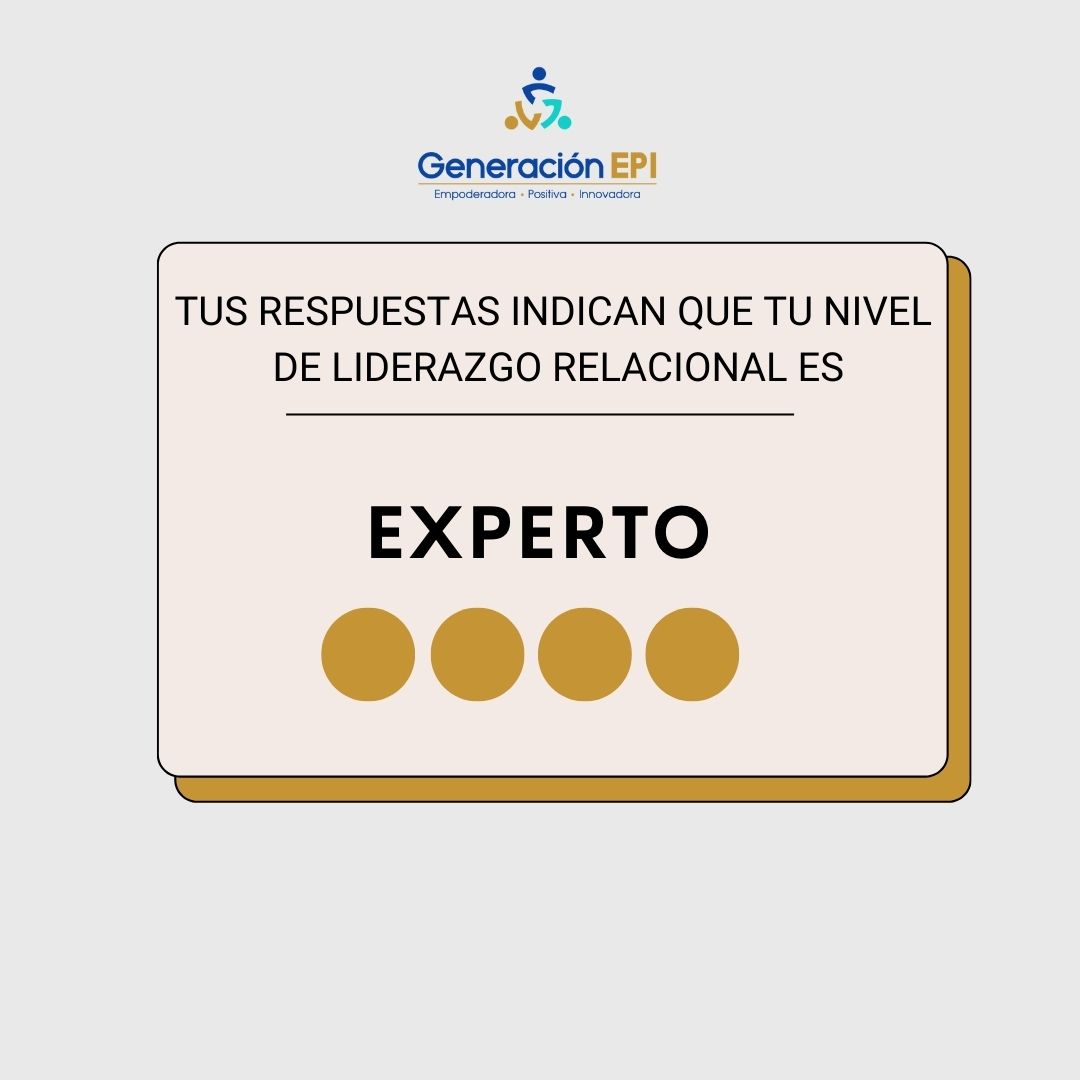 Generación EPI
Empoderadora • Positiva • Innovadora
TUS RESPUESTAS INDICAN QUE TU NIVEL
DE LIDERAZGO RELACIONAL ES
EXPERTO